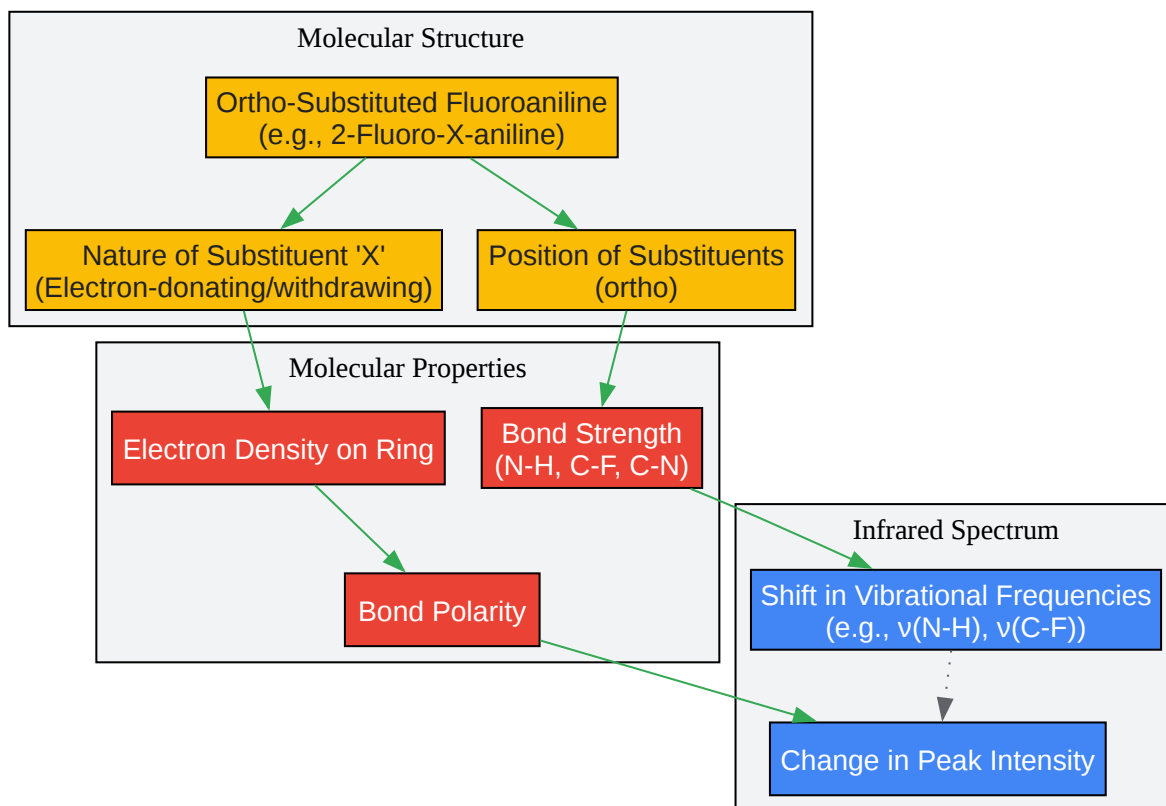 Molecular Structure
Ortho-Substituted Fluoroaniline
(e.g., 2-Fluoro-X-aniline)
Nature of Substituent 'X'
(Electron-donating/withdrawing)
Position of Substituents
(ortho)
Molecular Properties
Electron Density on Ring
Bond Strength
(N-H, C-F, C-N)
Bond Polarity
Infrared Spectrum
Shift in Vibrational Frequencies
(e.g., ν(N-H), ν(C-F))
Change in Peak Intensity